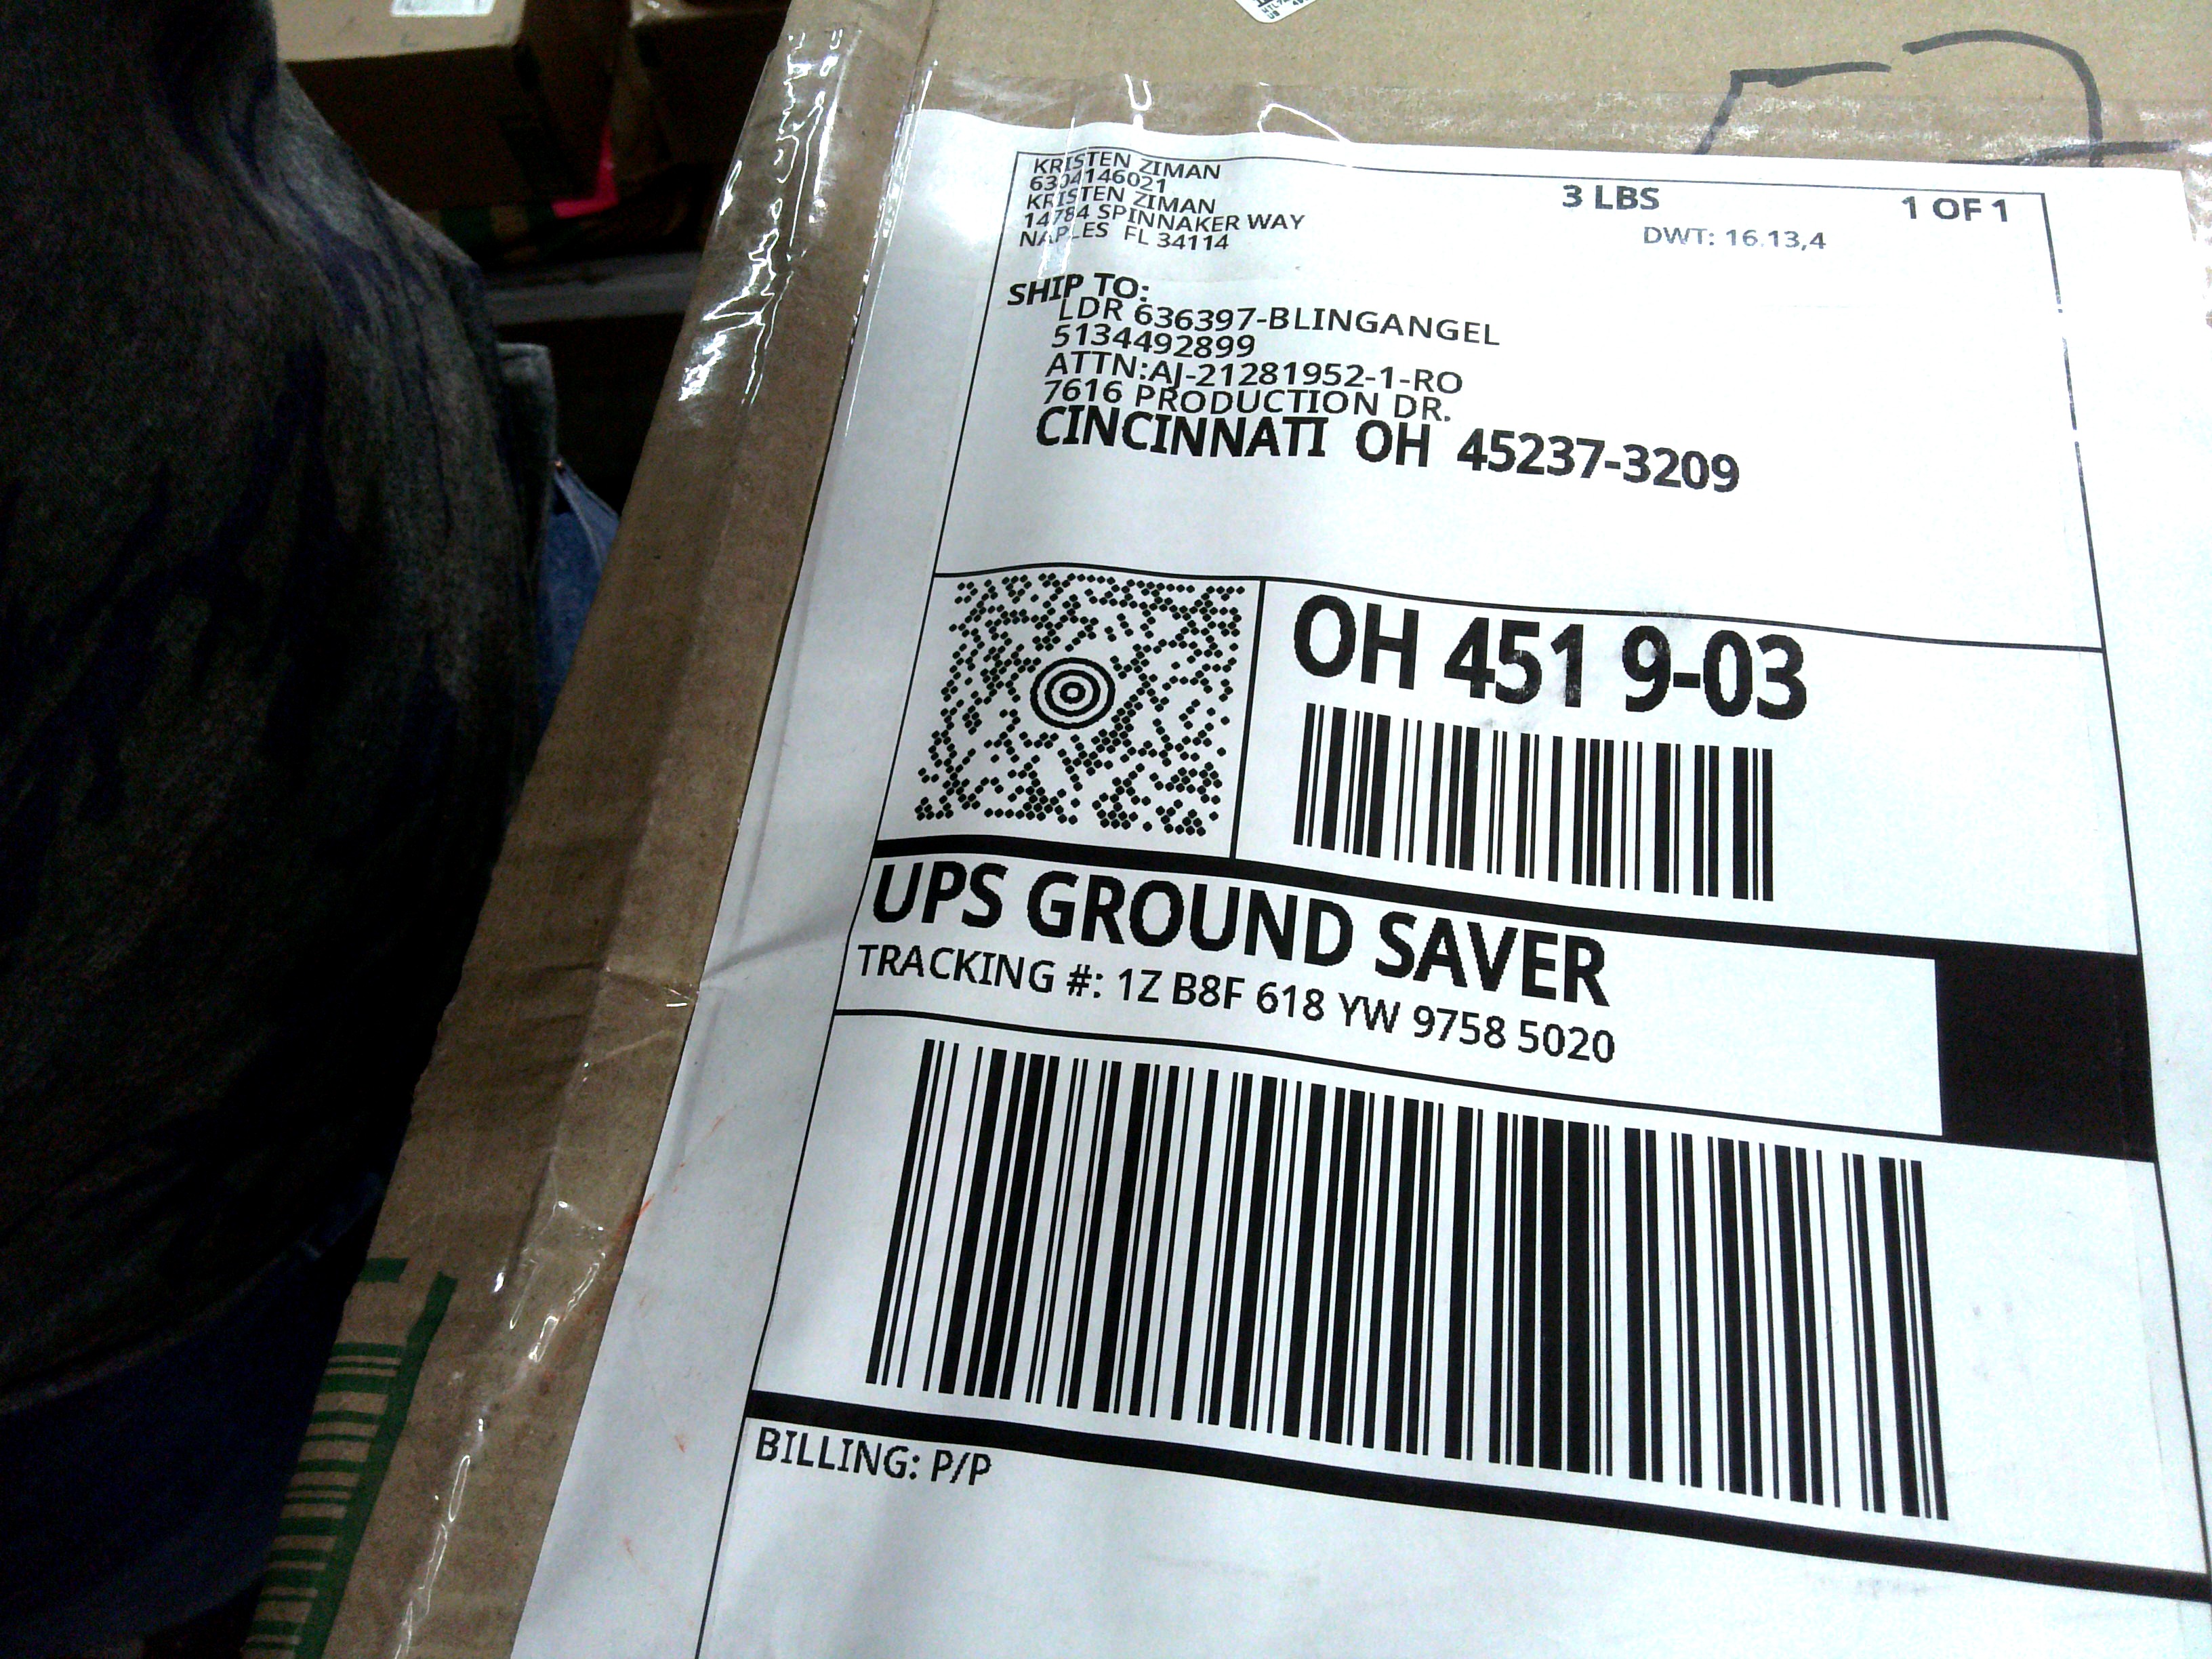 KRISTEN ZIMAN
6304146021
KRISTEN ZIMAN
14784 SPINNAKER WAY
NAPLES FL 34114
3 LBS
1 OF 1
DWT: 16.13,4
SHIP TO:
LDR 636397-BLINGANGEL
5134492899
ATTN:AJ-21281952-1-RO
7616 PRODUCTION DR.
CINCINNATI OH 45237-3209
OH 451 9-03
UPS GROUND SAVER
TRACKING #: 1Z B8F 618 YW 9758 5020
BILLING: P/P